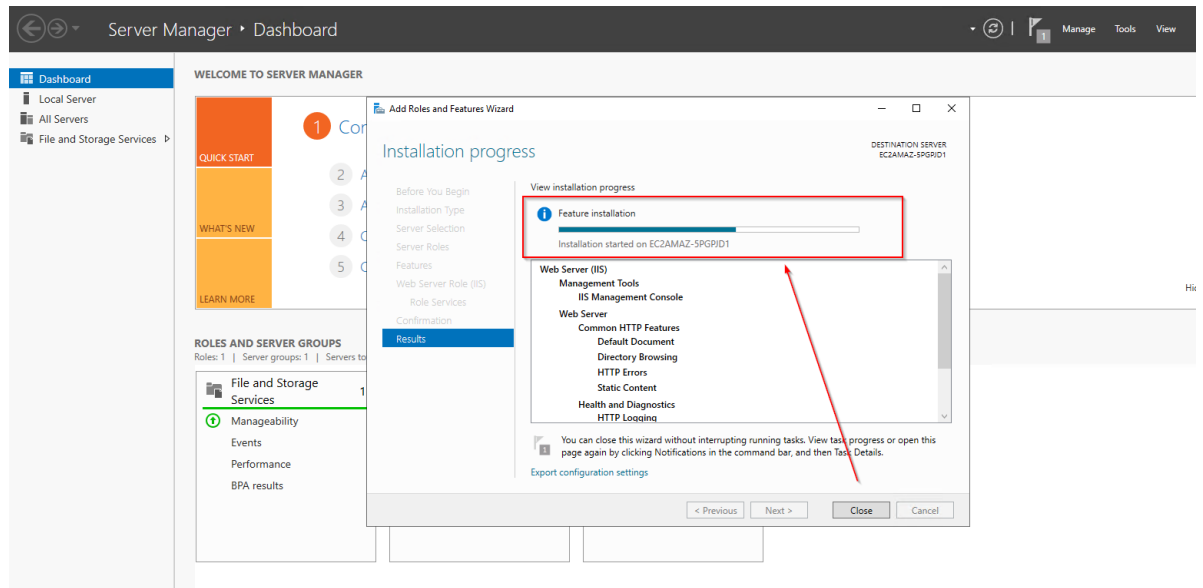 Server Manager • Dashboard
1
Manage
Tools
View
Dashboard
Local Server
All Servers
File and Storage Services
WELCOME TO SERVER MANAGER
QUICK START
WHAT'S NEW
LEARN MORE
1
2
3
4
5
Hi
ROLES AND SERVER GROUPS
Roles: 1 | Server groups: 1 | Servers to
File and Storage
Services
1
Manageability
Events
Performance
BPA results
Add Roles and Features Wizard
Installation progress
DESTINATION SERVER
EC2AMAZ-5PGPJD1
Before You Begin
Installation Type
Server Selection
Server Roles
Features
Web Server Role (IIS)
Role Services
Confirmation
Results
View installation progress
Feature installation
Installation started on EC2AMAZ-5PGPJD1
Web Server (IIS)
Management Tools
IIS Management Console
Web Server
Common HTTP Features
Default Document
Directory Browsing
HTTP Errors
Static Content
Health and Diagnostics
HTTP Logging
1
You can close this wizard without interrupting running tasks. View task progress or open this
page again by clicking Notifications in the command bar, and then Task Details.
Export configuration settings
< Previous
Next >
Close
Cancel